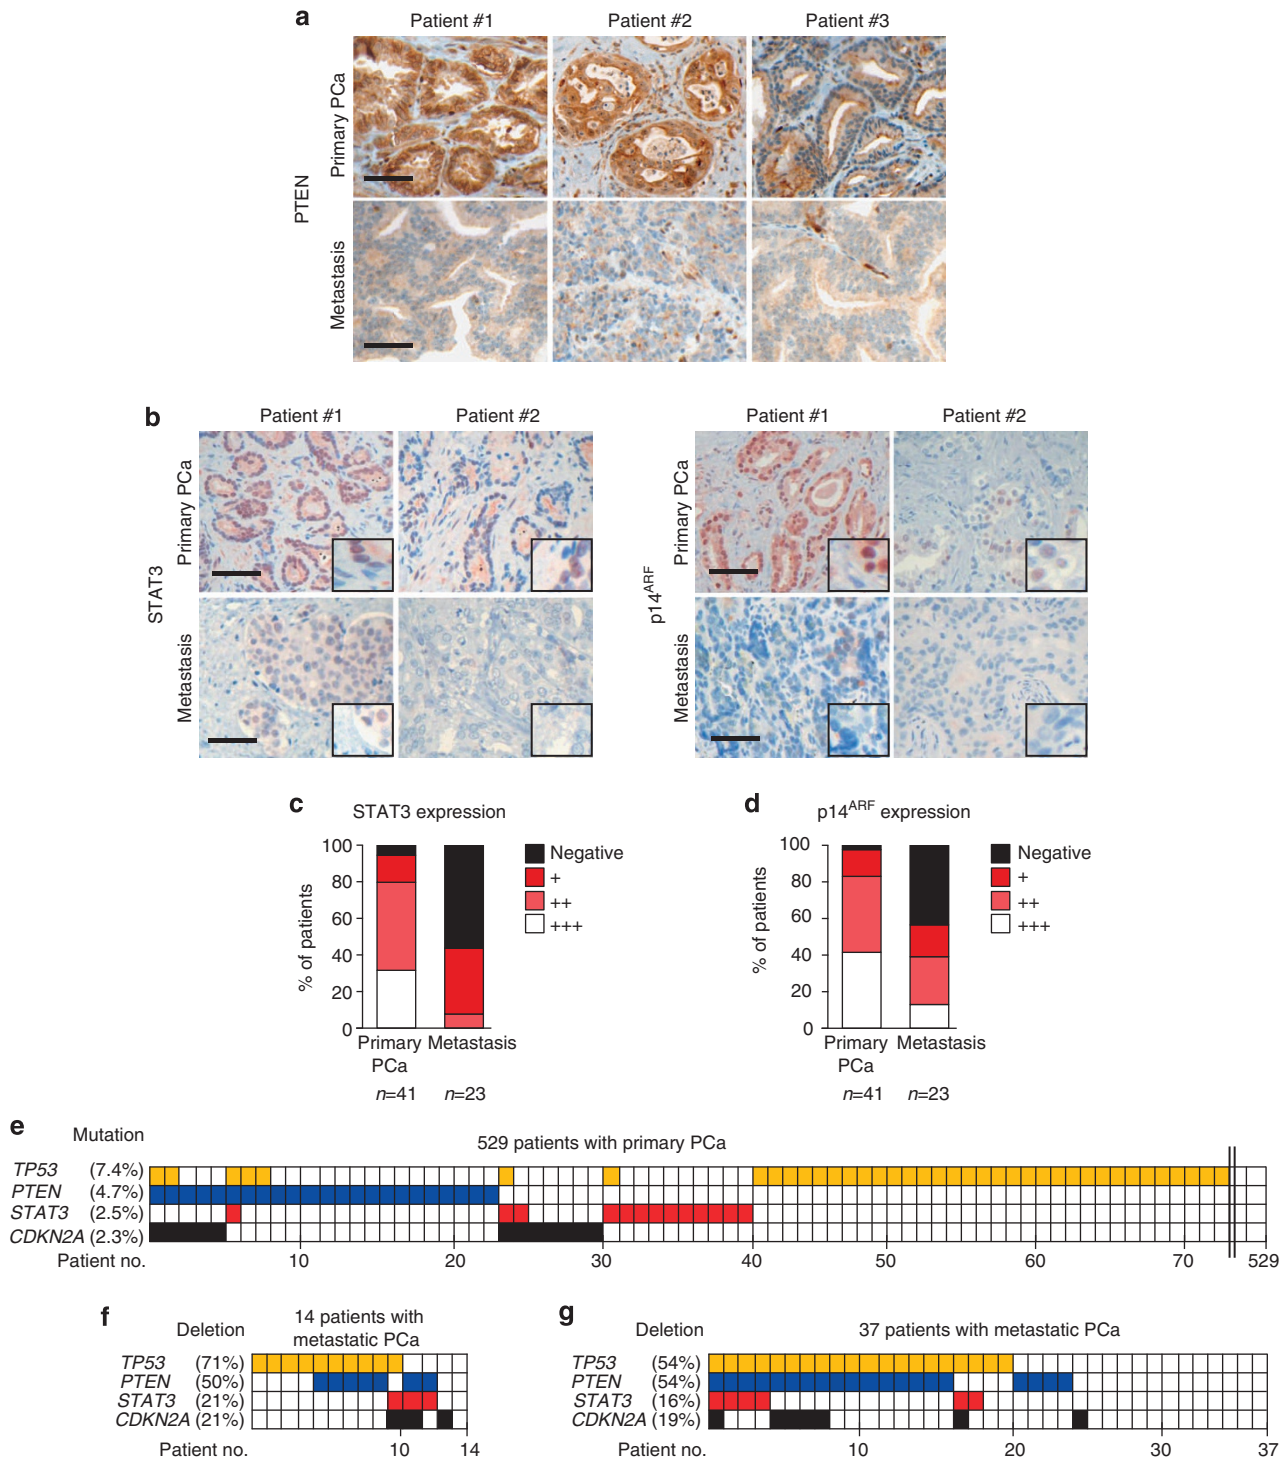 a
Patient #1 Patient #2 Patient #3
PTEN
Primary PCa
Metastasis
b
Patient #1 Patient #2
STAT3
Primary PCa
Metastasis
Patient #1 Patient #2
p14ARF
Primary PCa
Metastasis
c
STAT3 expression
% of patients
100
80
60
40
20
0
Primary PCa
Metastasis
n=41 n=23
Negative
+
++
+++
d
p14ARF expression
% of patients
100
80
60
40
20
0
Primary PCa
Metastasis
n=41 n=23
Negative
+
++
+++
e
Mutation
529 patients with primary PCa
TP53 (7.4%)
PTEN (4.7%)
STAT3 (2.5%)
CDKN2A (2.3%)
Patient no. 10 20 30 40 50 60 70 529
f
Deletion
14 patients with
metastatic PCa
TP53 (71%)
PTEN (50%)
STAT3 (21%)
CDKN2A (21%)
Patient no. 10 14
g
Deletion
37 patients with metastatic PCa
TP53 (54%)
PTEN (54%)
STAT3 (16%)
CDKN2A (19%)
Patient no. 10 20 30 37